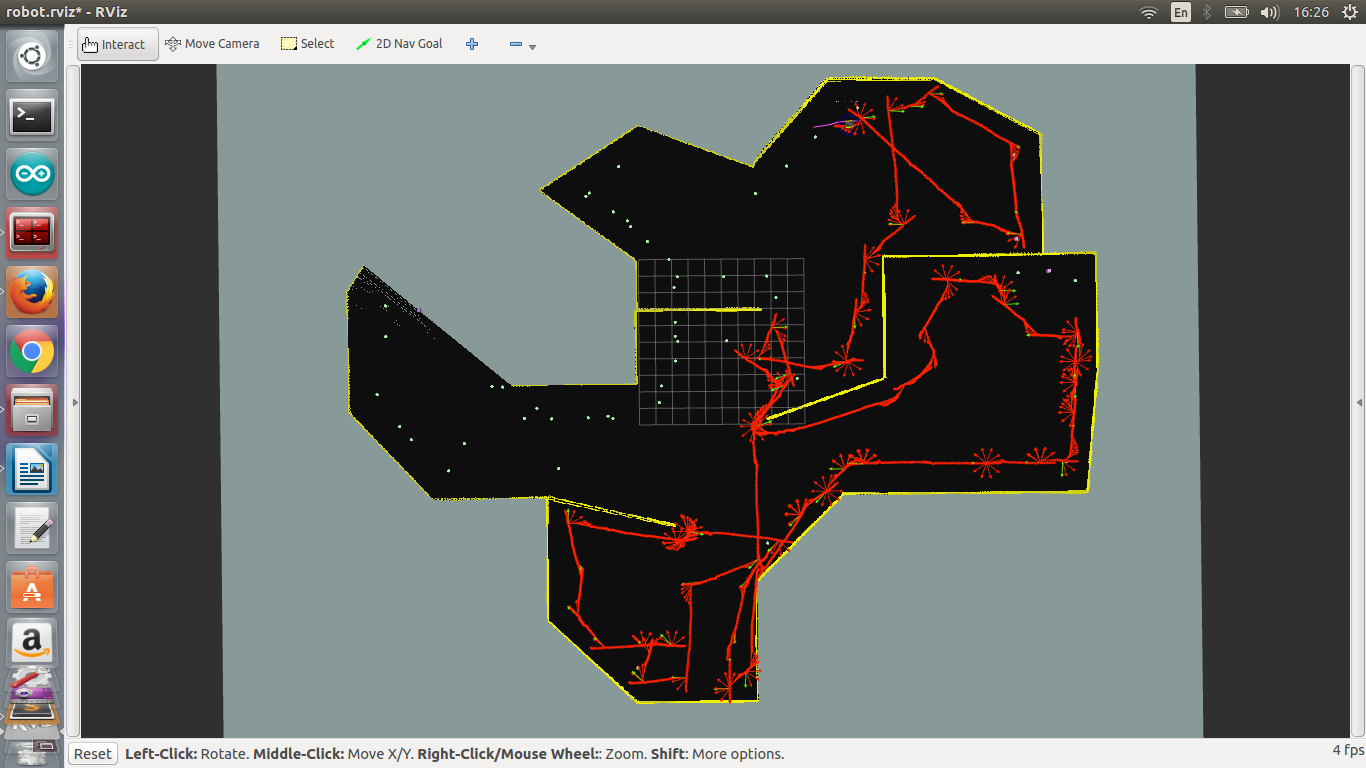 robot.rviz* - RViz
En
16:26
Interact
Move Camera
Select
2D Nav Goal
Reset
Left-Click: Rotate. Middle-Click: Move X/Y. Right-Click/Mouse Wheel:: Zoom. Shift: More options.
4 fps